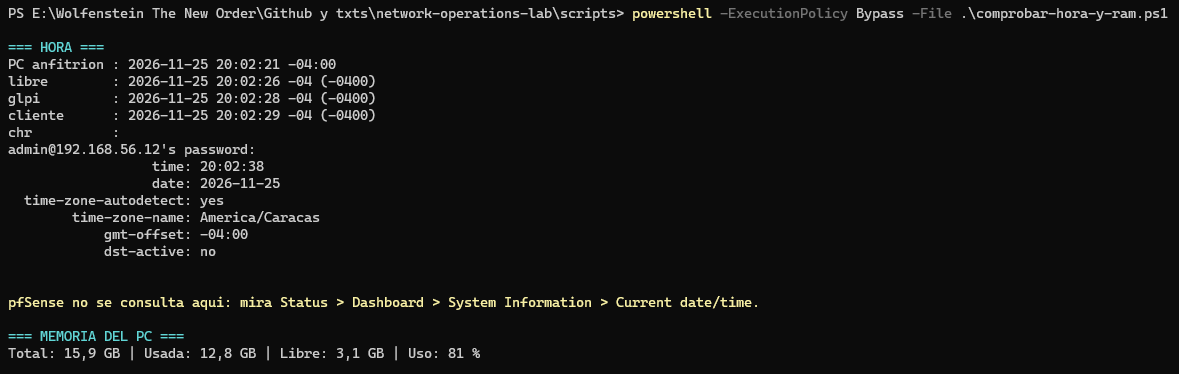 PS E:\Wolfenstein The New Order\Github y txts\network-operations-lab\scripts> powershell -ExecutionPolicy Bypass -File .\comprobar-hora-y-ram.ps1
=== HORA ===
PC anfitrion : 2026-11-25 20:02:21 -04:00
libre        : 2026-11-25 20:02:26 -04 (-0400)
glpi         : 2026-11-25 20:02:28 -04 (-0400)
cliente      : 2026-11-25 20:02:29 -04 (-0400)
chr          :
admin@192.168.56.12's password:
                  time: 20:02:38
                  date: 2026-11-25
  time-zone-autodetect: yes
        time-zone-name: America/Caracas
            gmt-offset: -04:00
            dst-active: no
pfSense no se consulta aqui: mira Status > Dashboard > System Information > Current date/time.
=== MEMORIA DEL PC ===
Total: 15,9 GB | Usada: 12,8 GB | Libre: 3,1 GB | Uso: 81 %